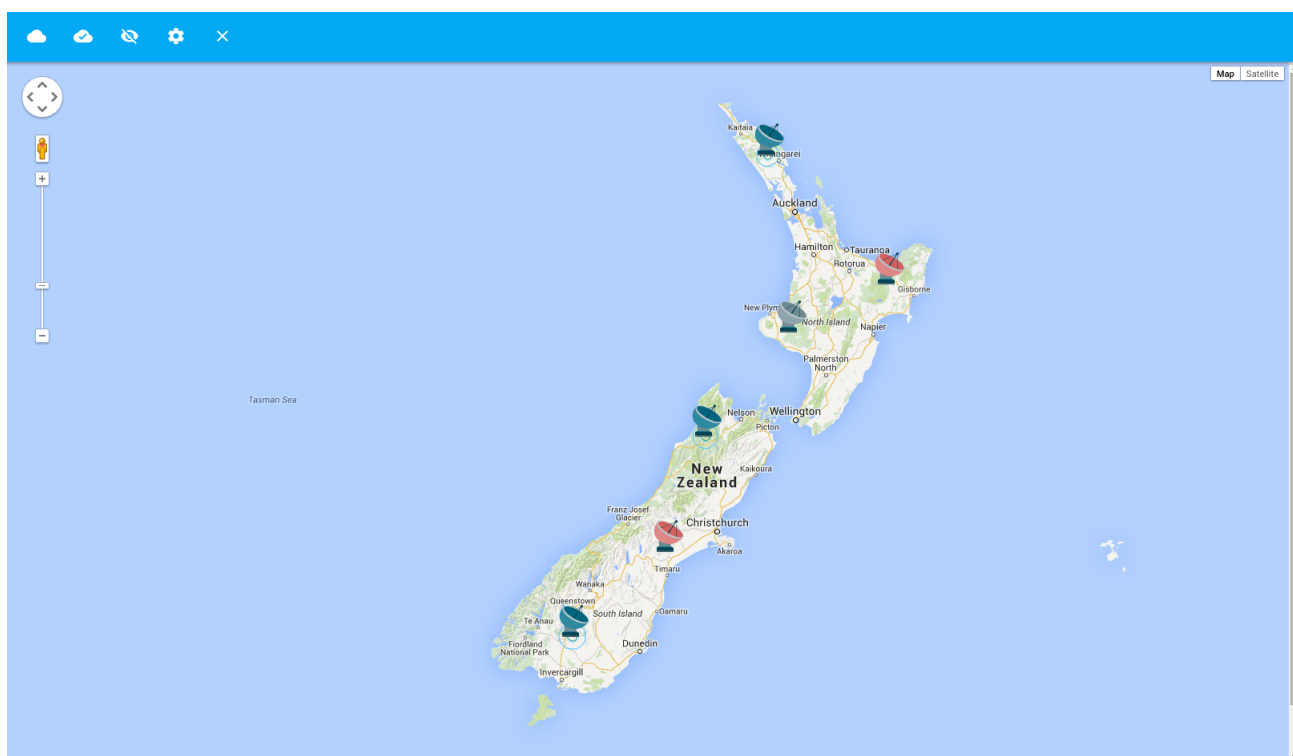 Map Satellite
Kaitaia
Auckland
Hamilton
Tauranga
Rotorua
Gisborne
North Island
Napier
Palmerston
North
Tasman Sea
Nelson
Wellington
Picton
New
Zealand
Kaikoura
Franz Josef
Glacier
Christchurch
Akaroa
Timaru
Wanaka
Queenstown
South Island
Oamaru
Te Anau
Dunedin
Fiordland
National Park
Invercargill